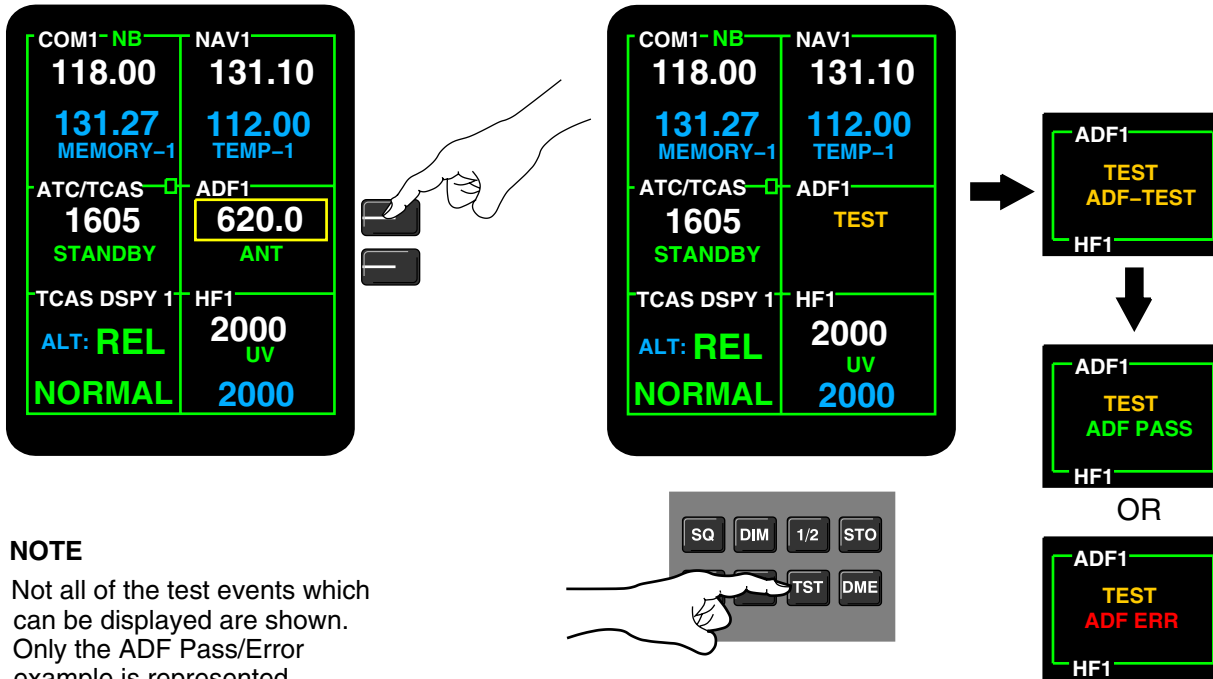 COM1 NB NAV1
118.00 131.10
131.27 112.00
MEMORY–1 TEMP–1
ATC/TCAS ADF1
1605 620.0
STANDBY ANT
TCAS DSPY 1 HF1
ALT: REL 2000
UV
NORMAL 2000
COM1 NB NAV1
118.00 131.10
131.27 112.00
MEMORY–1 TEMP–1
ATC/TCAS ADF1
1605 TEST
STANDBY
TCAS DSPY 1 HF1
ALT: REL 2000
UV
NORMAL 2000
ADF1
TEST
ADF–TEST
HF1
ADF1
TEST
ADF PASS
HF1
OR
ADF1
TEST
ADF ERR
HF1
SQ DIM 1/2 STO
TST DME
NOTE
Not all of the test events which
can be displayed are shown.
Only the ADF Pass/Error
example is represented